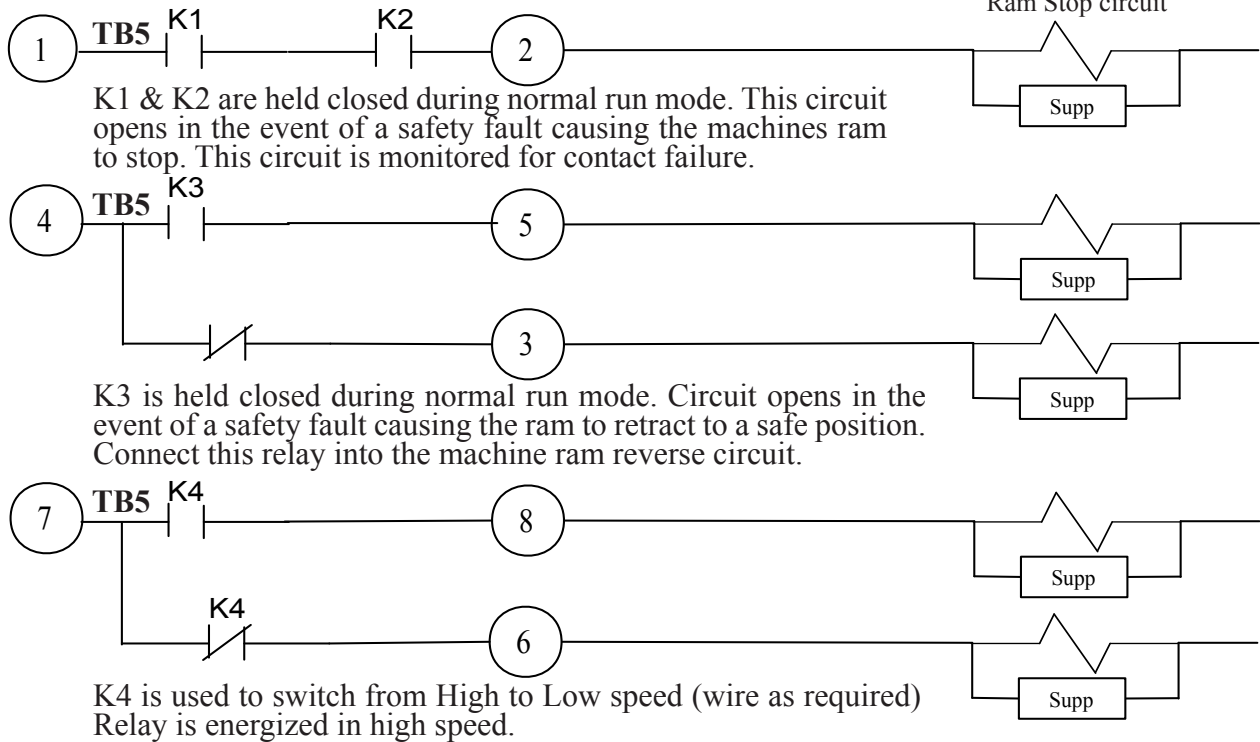 Ram Stop circuit
1 TB5 K1 K2 2
Supp
K1 & K2 are held closed during normal run mode. This circuit
opens in the event of a safety fault causing the machines ram
to stop. This circuit is monitored for contact failure.
4 TB5 K3 5
Supp
3
Supp
K3 is held closed during normal run mode. Circuit opens in the
event of a safety fault causing the ram to retract to a safe position.
Connect this relay into the machine ram reverse circuit.
7 TB5 K4 8
Supp
K4 6
Supp
K4 is used to switch from High to Low speed (wire as required)
Relay is energized in high speed.